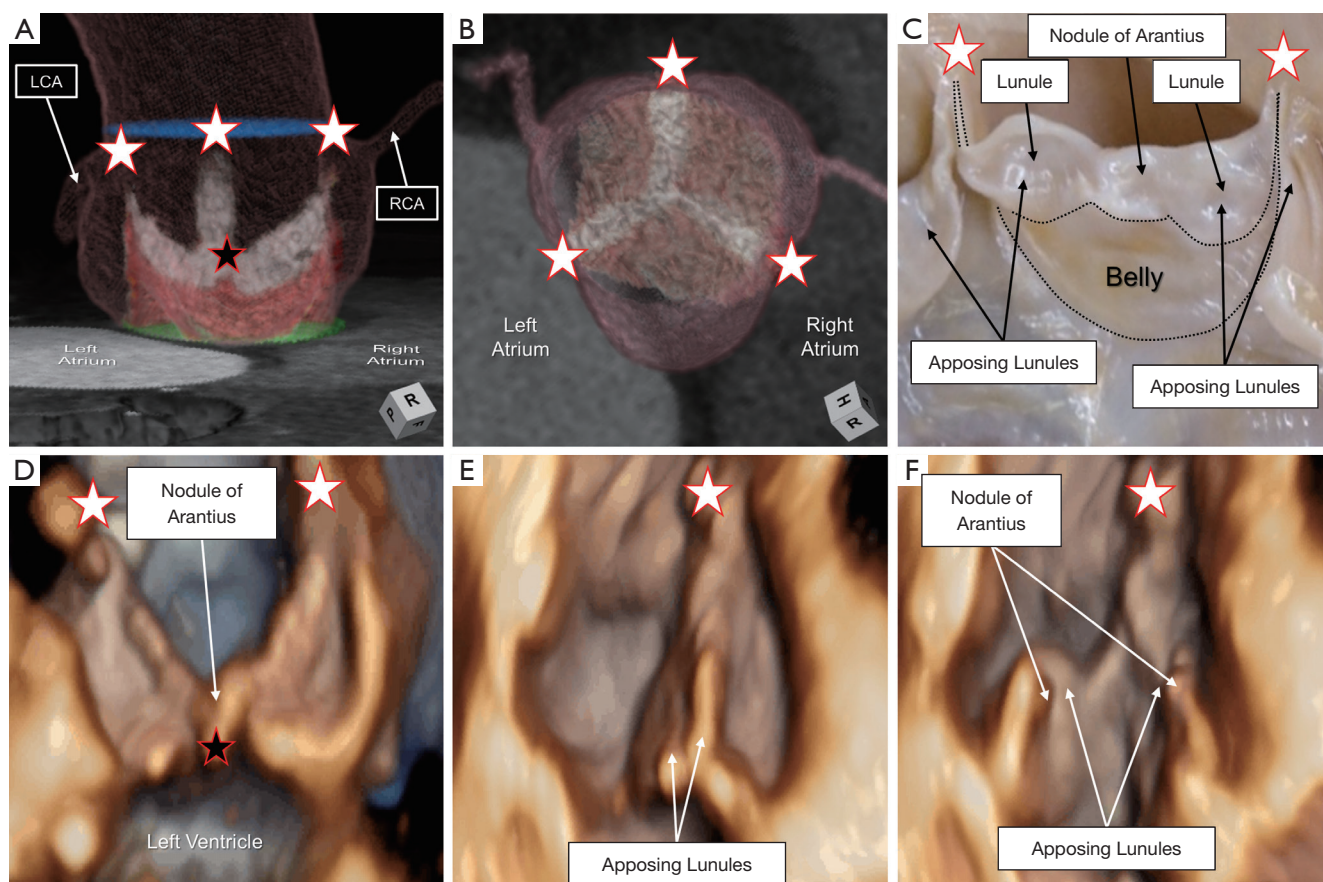 A
LCA
RCA
Left
Atrium
Right
Atrium
P
R
F
B
Left
Atrium
Right
Atrium
H
R
C
Nodule of Arantius
Lunule
Lunule
Belly
Apposing Lunules
Apposing Lunules
D
Nodule of
Arantius
Left Ventricle
E
Apposing Lunules
F
Nodule of
Arantius
Apposing Lunules